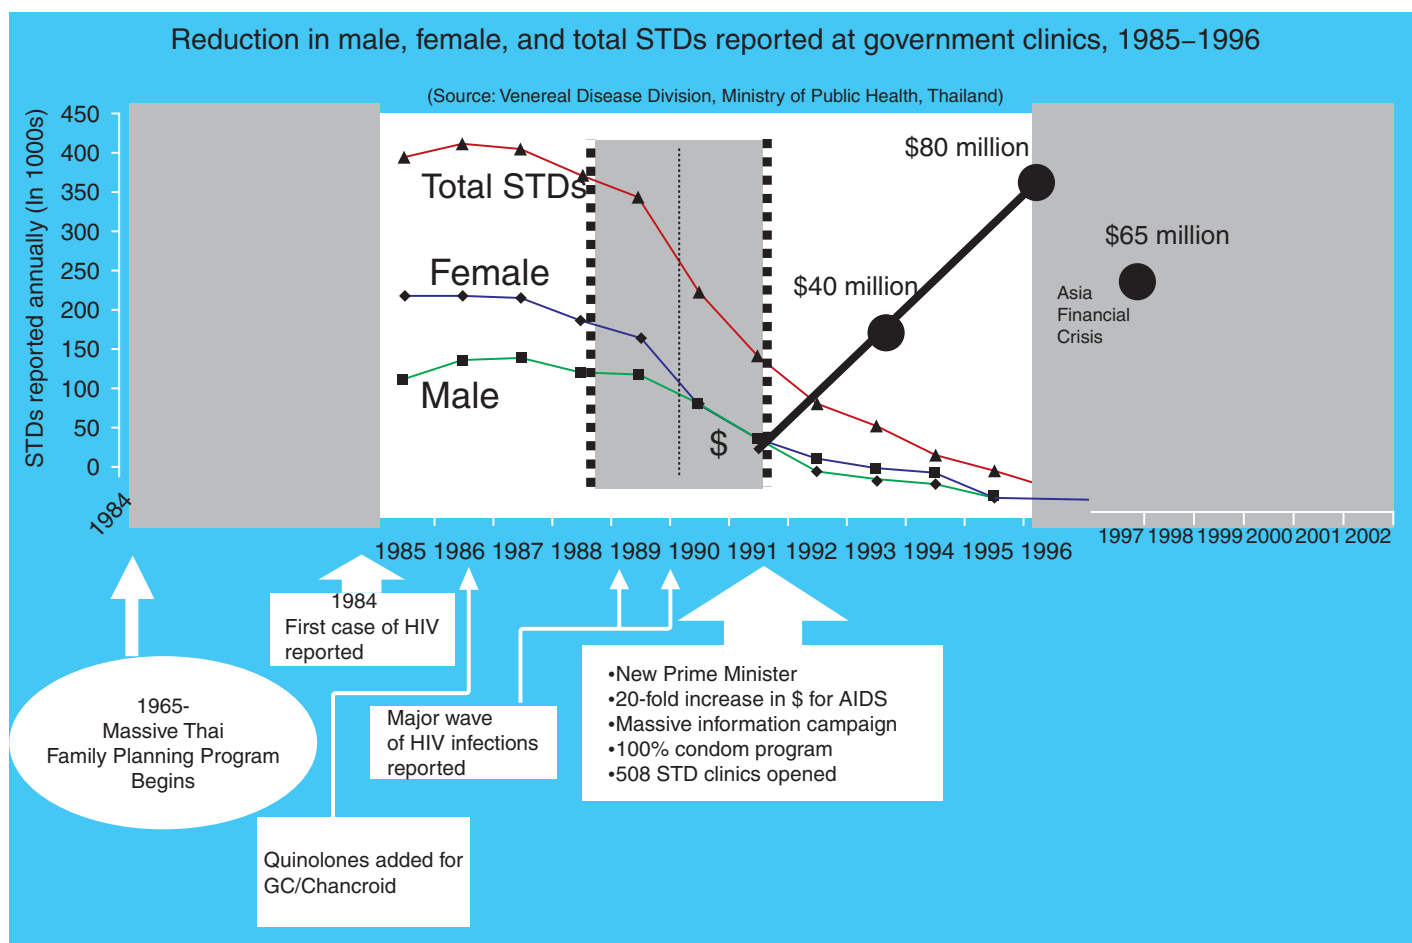 Reduction in male, female, and total STDs reported at government clinics, 1985–1996
(Source: Venereal Disease Division, Ministry of Public Health, Thailand)
STDs reported annually (In 1000s)
450
400
350
300
250
200
150
100
50
0
Total STDs
Female
Male
$
$40 million
$80 million
$65 million
Asia
Financial
Crisis
1984
1985 1986 1987 1988 1989 1990 1991 1992 1993 1994 1995 1996
1997 1998 1999 2000 2001 2002
1965-
Massive Thai
Family Planning Program
Begins
1984
First case of HIV
reported
Quinolones added for
GC/Chancroid
Major wave
of HIV infections
reported
•New Prime Minister
•20-fold increase in $ for AIDS
•Massive information campaign
•100% condom program
•508 STD clinics opened